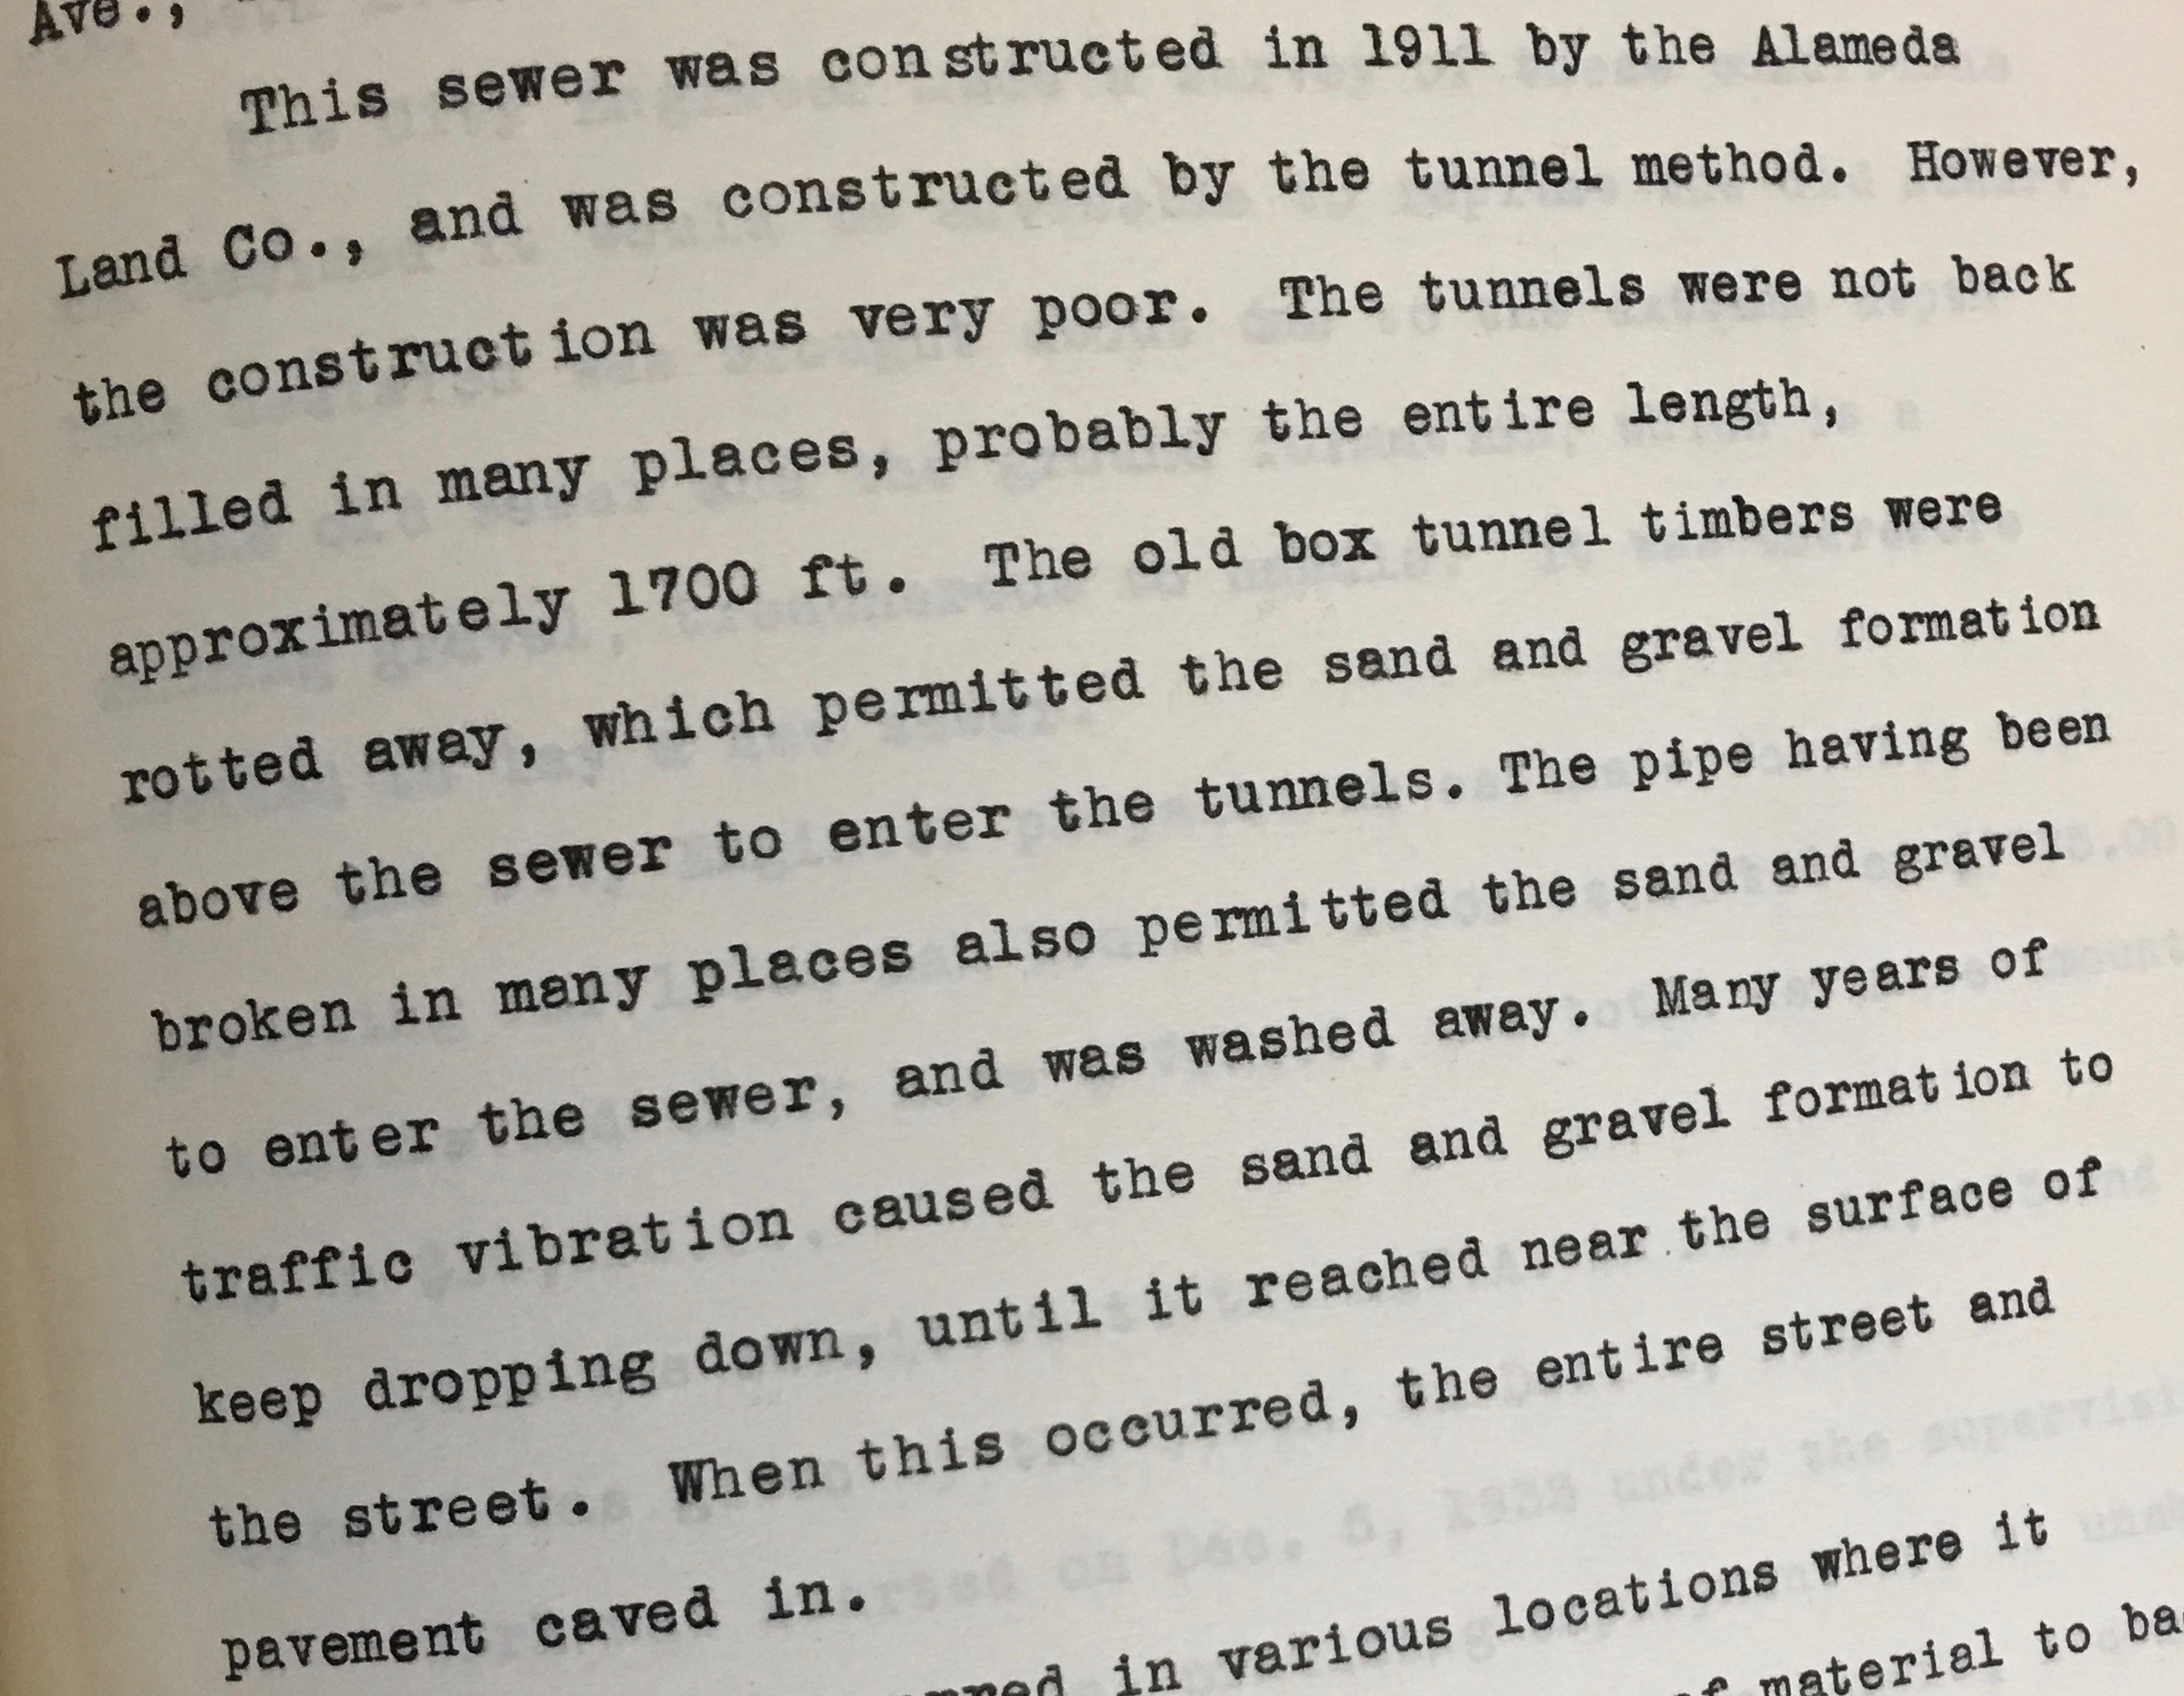 Ave.,
This sewer was constructed in 1911 by the Alameda
Land Co., and was constructed by the tunnel method. However,
the construction was very poor. The tunnels were not back
filled in many places, probably the entire length,
approximately 1700 ft. The old box tunnel timbers were
rotted away, which permitted the sand and gravel formation
above the sewer to enter the tunnels. The pipe having been
broken in many places also permitted the sand and gravel
to enter the sewer, and was washed away. Many years of
traffic vibration caused the sand and gravel formation to
keep dropping down, until it reached near the surface of
the street. When this occurred, the entire street and
pavement caved in.
in various locations where it
material to